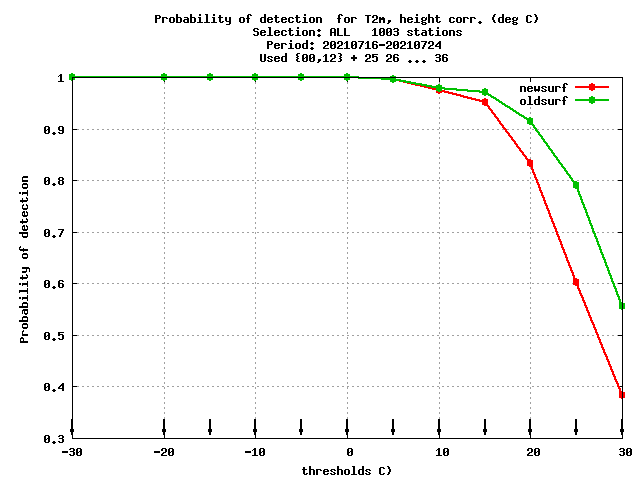 Probability of detection  for T2m, height corr. (deg C)
Selection: ALL   1003 stations
Period: 20210716-20210724
Used {00,12} + 25 26 ... 36
newsurf
oldsurf
1
0.9
0.8
0.7
0.6
0.5
0.4
0.3
Probability of detection
-30 -20 -10 0 10 20 30
thresholds C)